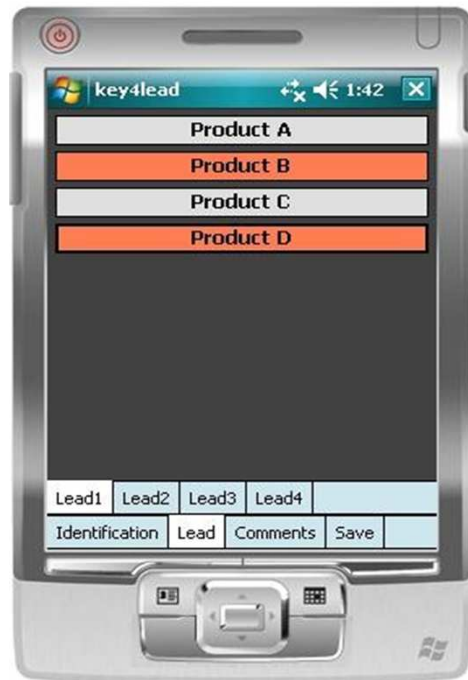 key4lead 1:42
Product A
Product B
Product C
Product D
Lead1 Lead2 Lead3 Lead4
Identification Lead Comments Save